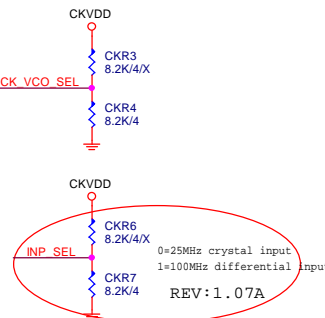 CKVDD
CKR3
8.2K/4/X
CK_VCO_SEL
CKR4
8.2K/4
CKVDD
CKR6
8.2K/4/X
INP_SEL
0=25MHz crystal input
1=100MHz differential input
CKR7
8.2K/4
REV:1.07A